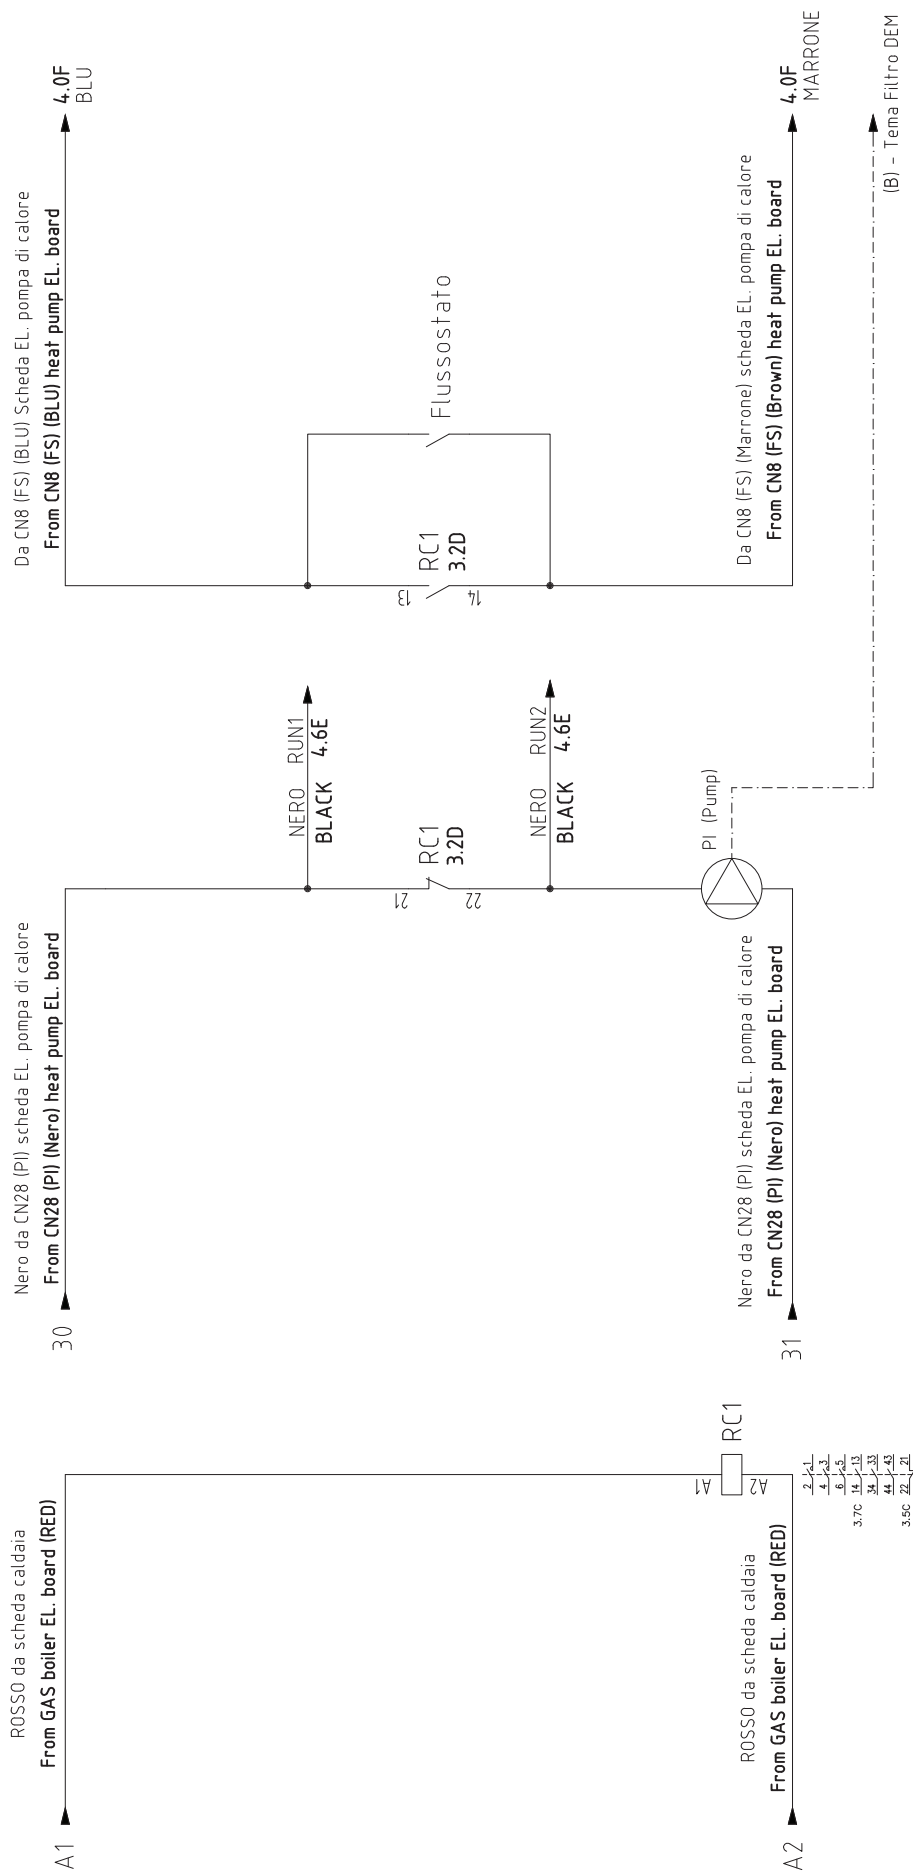 A1
ROSSO da scheda caldaia
From GAS boiler EL. board (RED)
A2
ROSSO da scheda caldaia
From GAS boiler EL. board (RED)
A1
A2
RC1
2 1
4 3
6 5
3.7C 14 13
34 33
44 43
3.5C 22 21
30
Nero da CN28 (PI) scheda EL. pompa di calore
From CN28 (PI) (Nero) heat pump EL. board
31
Nero da CN28 (PI) scheda EL. pompa di calore
From CN28 (PI) (Nero) heat pump EL. board
NERO RUN1
BLACK 4.6E
21
22
RC1
3.2D
NERO RUN2
BLACK 4.6E
PI (Pump)
Da CN8 (FS) (BLU) Scheda EL. pompa di calore
From CN8 (FS) (BLU) heat pump EL. board
4.0F
BLU
13
14
RC1
3.2D
Flussostato
Da CN8 (FS) (Marrone) scheda EL. pompa di calore
From CN8 (FS) (Brown) heat pump EL. board
4.0F
MARRONE
(B) - Tema Filtro DEM